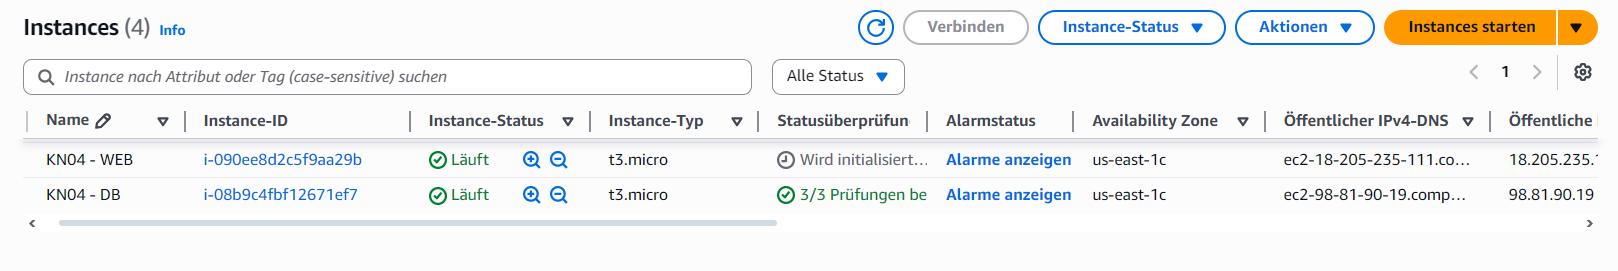 Instances (4) Info Verbinden Instance-Status Aktionen Instances starten
Instance nach Attribut oder Tag (case-sensitive) suchen Alle Status 1
Name Instance-ID Instance-Status Instance-Typ Statusüberprüfun Alarmstatus Availability Zone Öffentlicher IPv4-DNS Öffentliche
KN04 - WEB i-090ee8d2c5f9aa29b Läuft t3.micro Wird initialisiert... Alarme anzeigen us-east-1c ec2-18-205-235-111.co... 18.205.235.1
KN04 - DB i-08b9c4fbf12671ef7 Läuft t3.micro 3/3 Prüfungen be Alarme anzeigen us-east-1c ec2-98-81-90-19.comp... 98.81.90.19